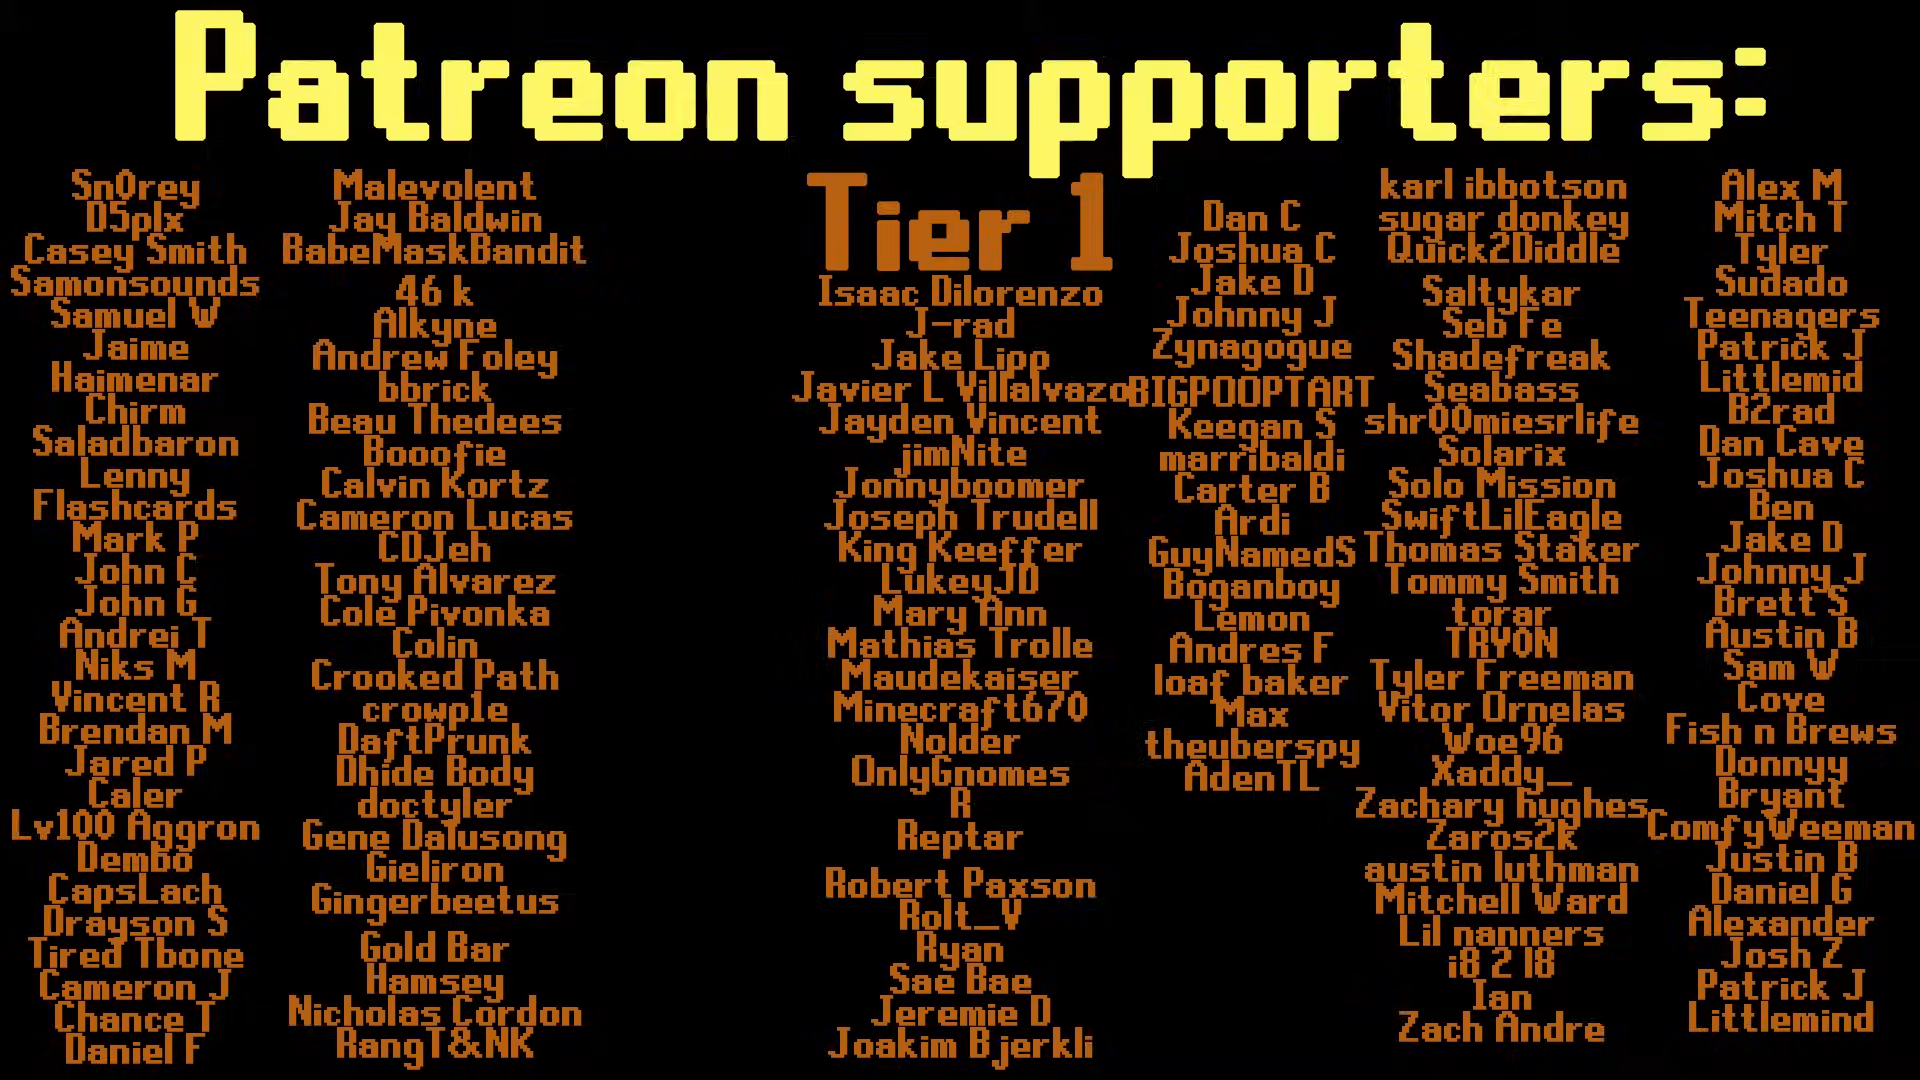 Patreon supporters:
Tier 1
Sn0rey
D5plx
Casey Smith
Samonsounds
Samuel W
Jaime
Haimenar
Chirm
Saladbaron
Lenny
Flashcards
Mark P
John C
John G
Andrei T
Niks M
Vincent R
Brendan M
Jared P
Caler
Lv100 Aggron
Dembo
CapsLach
Drayson S
Tired Tbone
Cameron J
Chance T
Daniel F
Malevolent
Jay Baldwin
BabeMaskBandit
46 k
Alkyne
Andrew Foley
bbrick
Beau Thedees
Booofie
Calvin Kortz
Cameron Lucas
CDJeh
Tony Alvarez
Cole Pivonka
Colin
Crooked Path
crowple
DaftPrunk
Dhide Body
doctyler
Gene Dalusong
Gieliron
Gingerbeetus
Gold Bar
Hamsey
Nicholas Cordon
RangT&NK
Isaac Dilorenzo
J-rad
Jake Lipp
Javier L Villalvazo
Jayden Vincent
jimNite
Jonnyboomer
Joseph Trudell
King Keeffer
LukeyJD
Mary Ann
Mathias Trolle
Maudekaiser
Minecraft670
Nolder
OnlyGnomes
R
Reptar
Robert Paxson
Rolt_V
Ryan
Sae Bae
Jeremie D
Joakim Bjerkli
Dan C
Joshua C
Jake D
Johnny J
Zynagogue
BIGPOOPTART
Keegan S
marribaldi
Carter B
Ardi
GuyNamedS
Boganboy
Lemon
Andres F
loaf baker
Max
theuberspy
AdenTL
karl ibbotson
sugar donkey
Quick2Diddle
Saltykar
Seb Fe
Shadefreak
Seabass
shr00miesrlife
Solarix
Solo Mission
SwiftLilEagle
Thomas Staker
Tommy Smith
torar
TRYON
Tyler Freeman
Vitor Ornelas
Woe96
Xaddy_
Zachary hughes
Zaros2k
austin luthman
Mitchell Ward
Lil nanners
i8 2 18
Ian
Zach Andre
Alex M
Mitch T
Tyler
Sudado
Teenagers
Patrick J
Littlemid
B2rad
Dan Cave
Joshua C
Ben
Jake D
Johnny J
Brett S
Austin B
Sam W
Cove
Fish n Brews
Donnyy
Bryant
ComfyWeeman
Justin B
Daniel G
Alexander
Josh Z
Patrick J
Littlemind